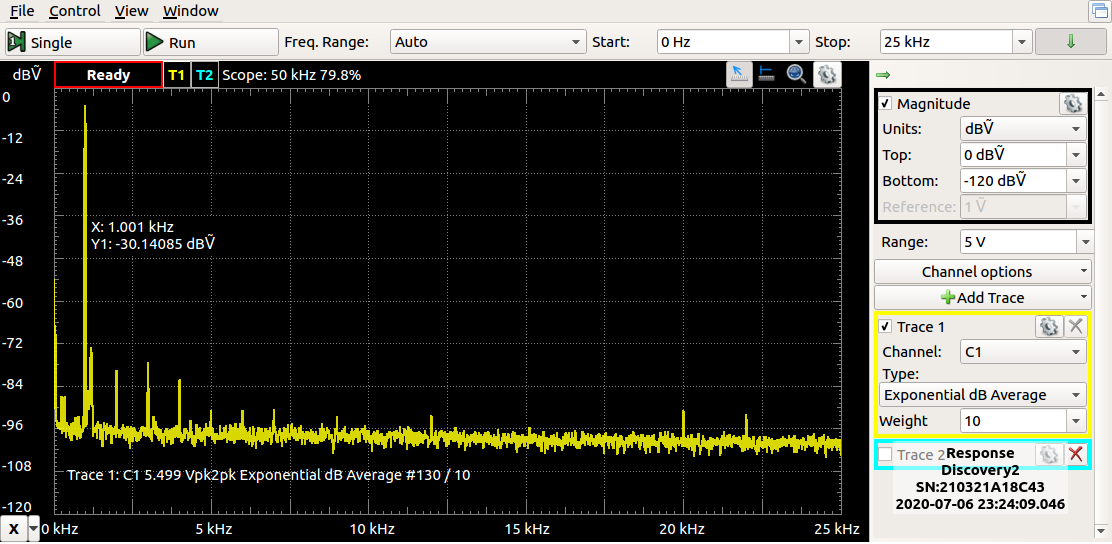 File Control View Window
Single Run Freq. Range: Auto Start: 0 Hz Stop: 25 kHz
dBṼ Ready T1 T2 Scope: 50 kHz 79.8%
0
-12
-24
-36
-48
-60
-72
-84
-96
-108
-120
X: 1.001 kHz
Y1: -30.14085 dBṼ
Trace 1: C1 5.499 Vpk2pk Exponential dB Average #130 / 10
X 0 kHz 5 kHz 10 kHz 15 kHz 20 kHz 25 kHz
Magnitude
Units: dBṼ
Top: 0 dBṼ
Bottom: -120 dBṼ
Reference: 1 Ṽ
Range: 5 V
Channel options
Add Trace
Trace 1
Channel: C1
Type:
Exponential dB Average
Weight 10
Trace 2 Response
Discovery2
SN:210321A18C43
2020-07-06 23:24:09.046